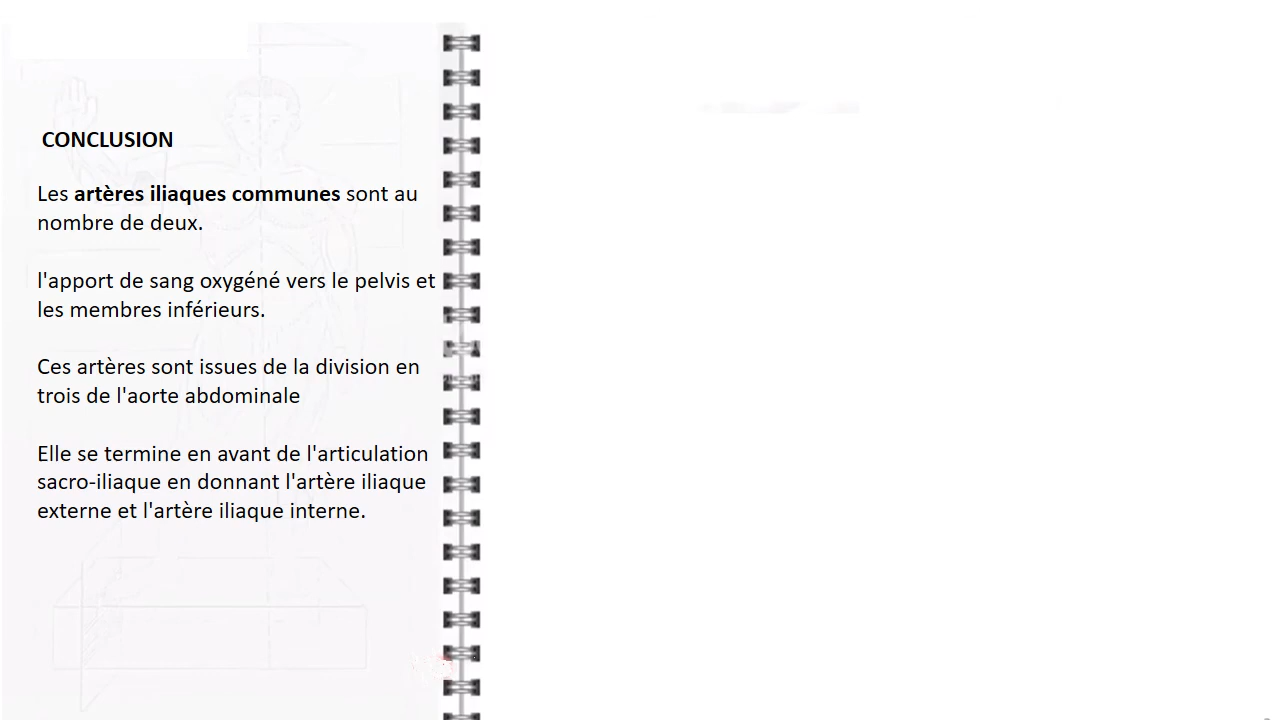 CONCLUSION
Les artères iliaques communes sont au
nombre de deux.
l'apport de sang oxygéné vers le pelvis et
les membres inférieurs.
Ces artères sont issues de la division en
trois de l'aorte abdominale
Elle se termine en avant de l'articulation
sacro-iliaque en donnant l'artère iliaque
externe et l'artère iliaque interne.